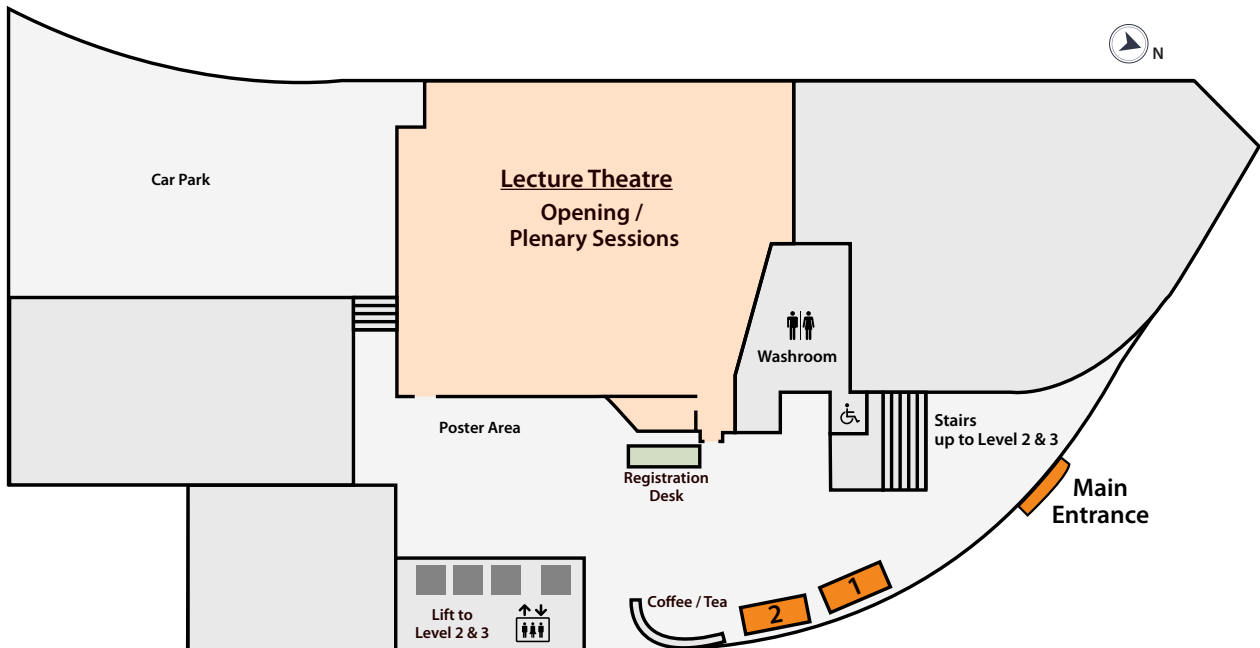 N
Car Park
Lecture Theatre
Opening /
Plenary Sessions
Washroom
Poster Area
Stairs
up to Level 2 & 3
Registration
Desk
Main
Entrance
1
Coffee / Tea
2
Lift to
Level 2 & 3